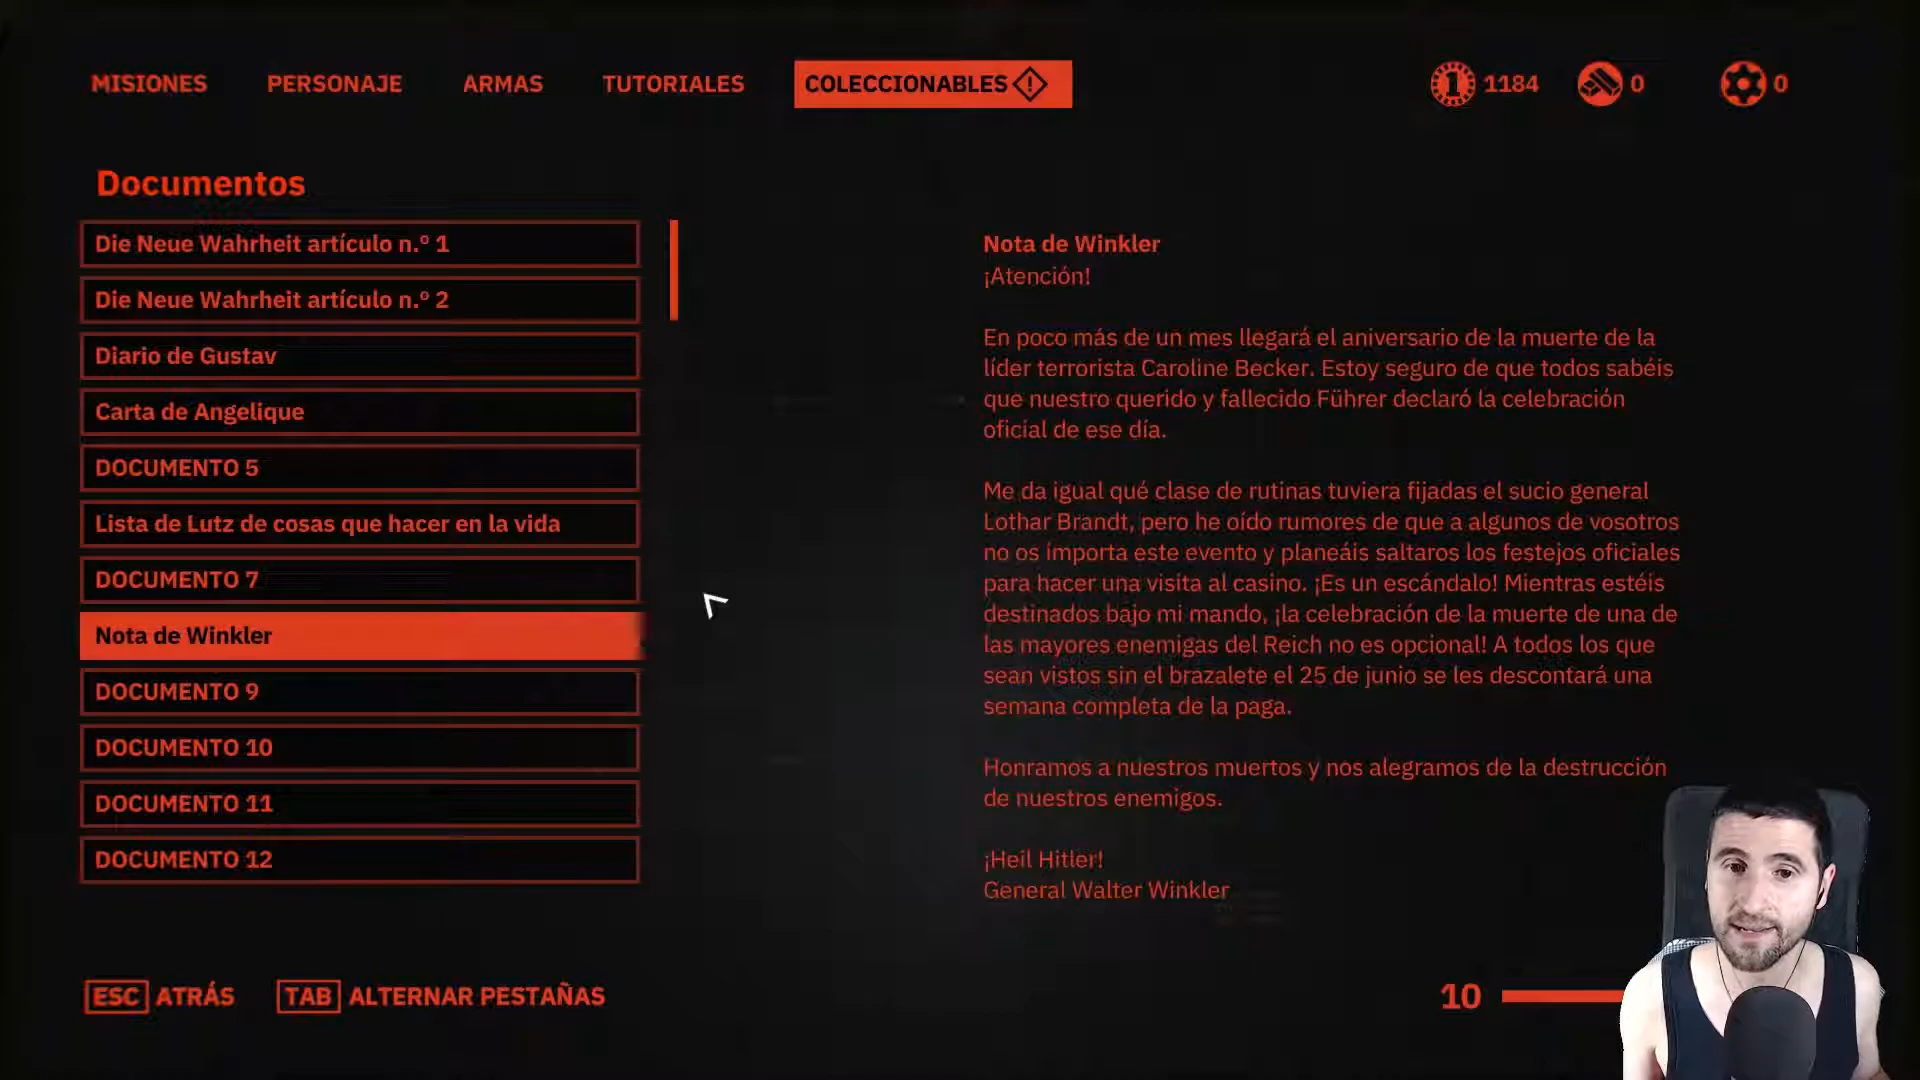 MISIONES PERSONAJE ARMAS TUTORIALES COLECCIONABLES 1184 0 0
Documentos
Die Neue Wahrheit artículo n.º 1
Die Neue Wahrheit artículo n.º 2
Diario de Gustav
Carta de Angelique
DOCUMENTO 5
Lista de Lutz de cosas que hacer en la vida
DOCUMENTO 7
Nota de Winkler
DOCUMENTO 9
DOCUMENTO 10
DOCUMENTO 11
DOCUMENTO 12
Nota de Winkler
¡Atención!
En poco más de un mes llegará el aniversario de la muerte de la
líder terrorista Caroline Becker. Estoy seguro de que todos sabéis
que nuestro querido y fallecido Führer declaró la celebración
oficial de ese día.
Me da igual qué clase de rutinas tuviera fijadas el sucio general
Lothar Brandt, pero he oído rumores de que a algunos de vosotros
no os importa este evento y planeáis saltaros los festejos oficiales
para hacer una visita al casino. ¡Es un escándalo! Mientras estéis
destinados bajo mi mando, ¡la celebración de la muerte de una de
las mayores enemigas del Reich no es opcional! A todos los que
sean vistos sin el brazalete el 25 de junio se les descontará una
semana completa de la paga.
Honramos a nuestros muertos y nos alegramos de la destrucción
de nuestros enemigos.
¡Heil Hitler!
General Walter Winkler
ESC ATRÁS TAB ALTERNAR PESTAÑAS
10